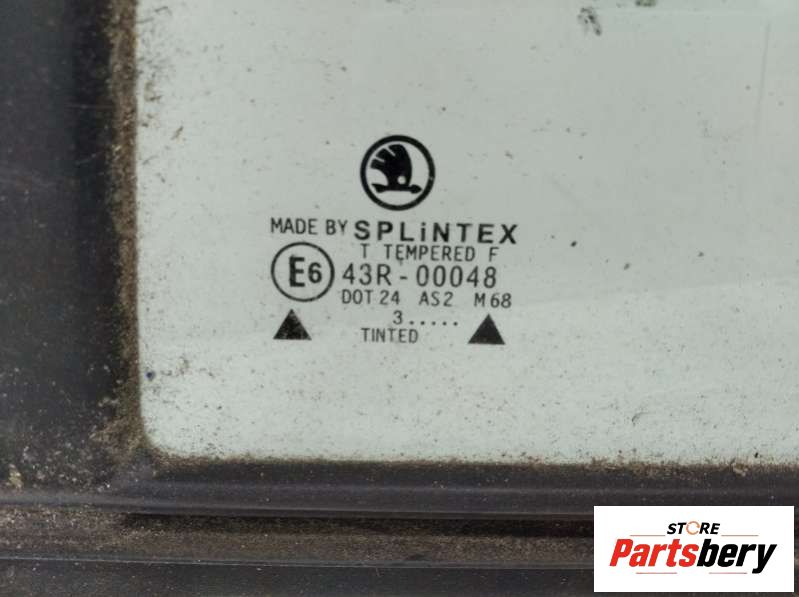 MADE BY SPLiNTEX
T TEMPERED F
E6 43R-00048
DOT 24 AS2 M68
3.....
TINTED
STORE
Partsbery